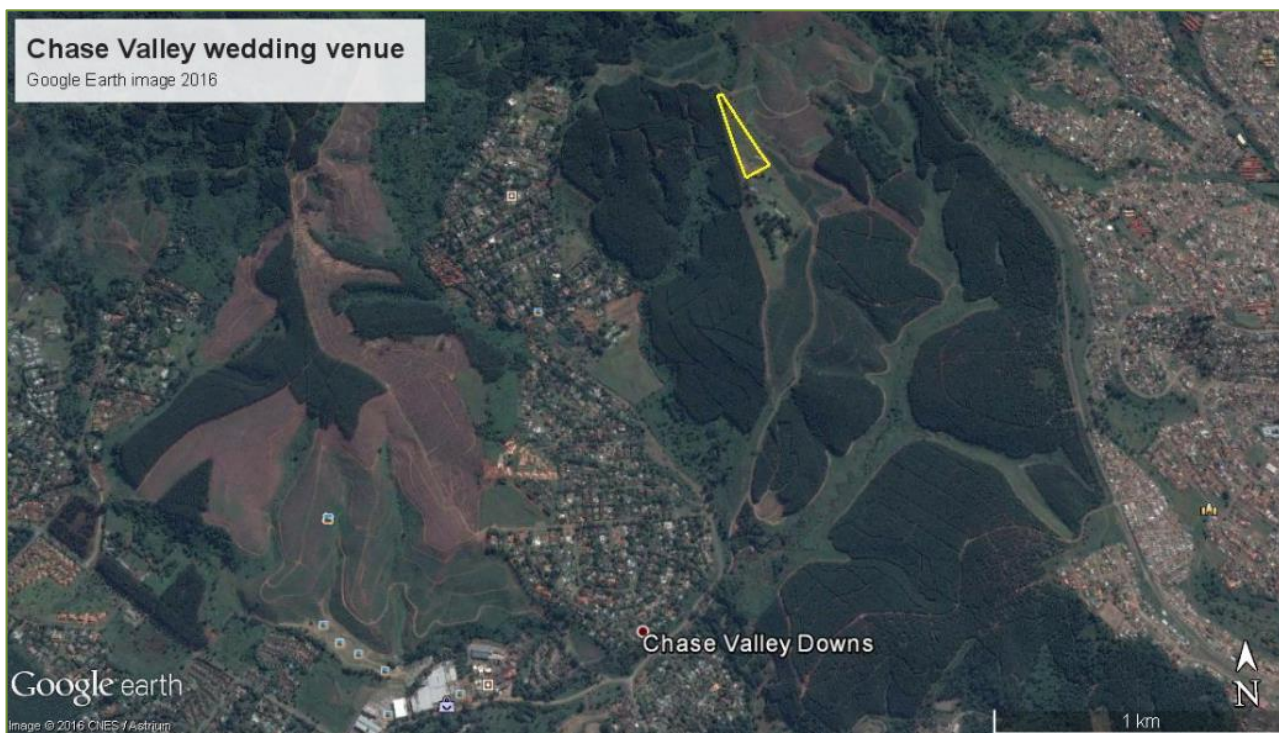 Chase Valley wedding venue
Google Earth image 2016
Chase Valley Downs
Google earth
N
Image © 2016 CNES / Astrium
1 km